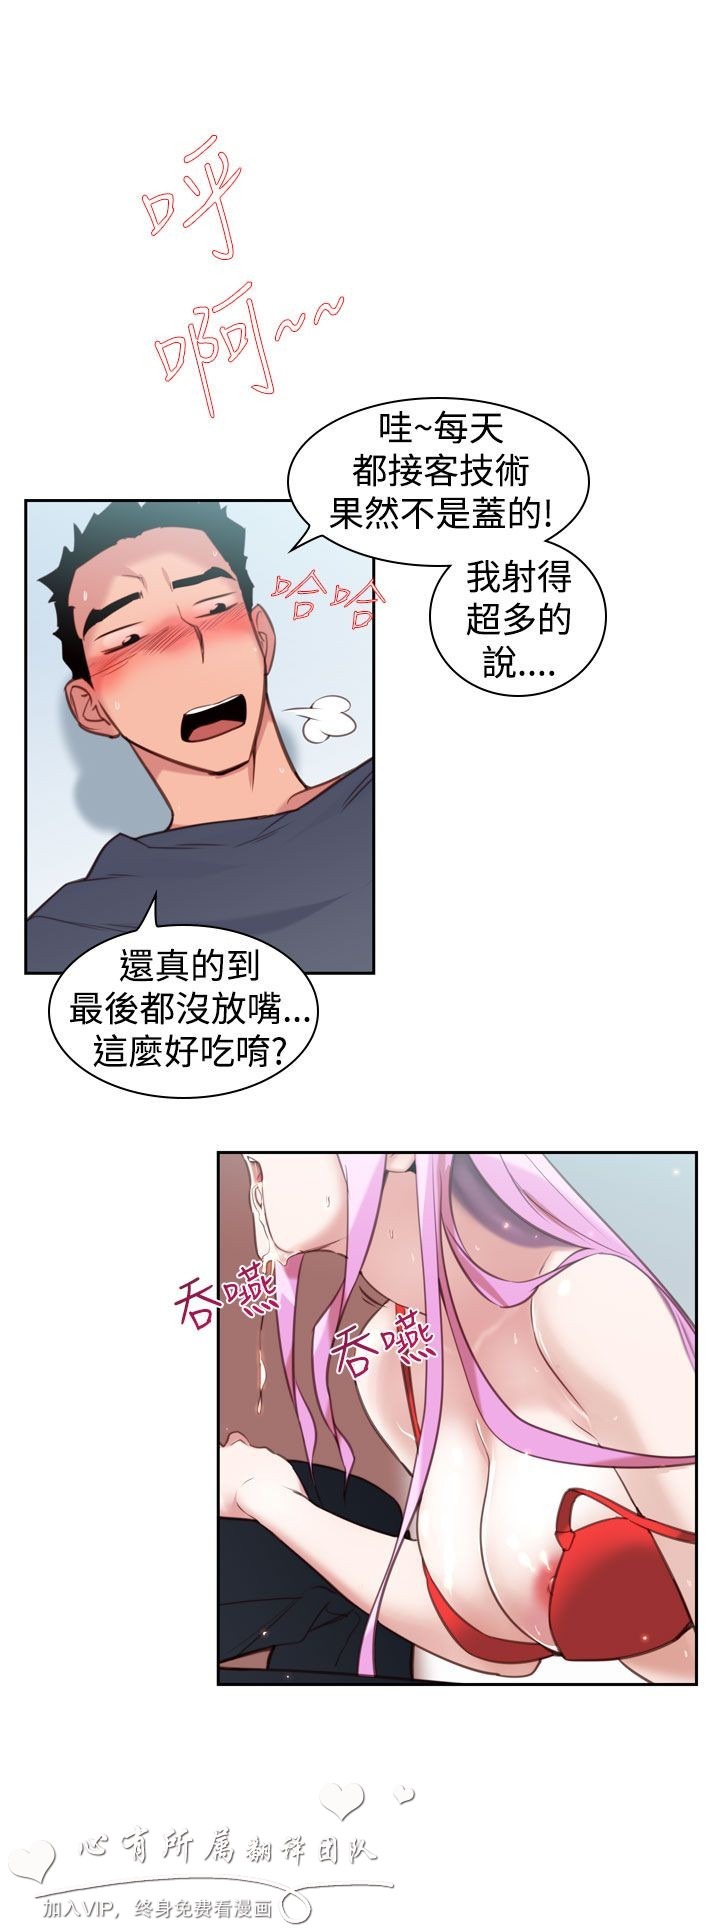 呼
啊~~
哇~每天
都接客技術
果然不是蓋的!
我射得
超多的
說....
哈哈
還真的到
最後都沒放嘴...
這麼好吃唷?
吞嚥
吞嚥
心有所属翻译团队
加入VIP，终身免费看漫画